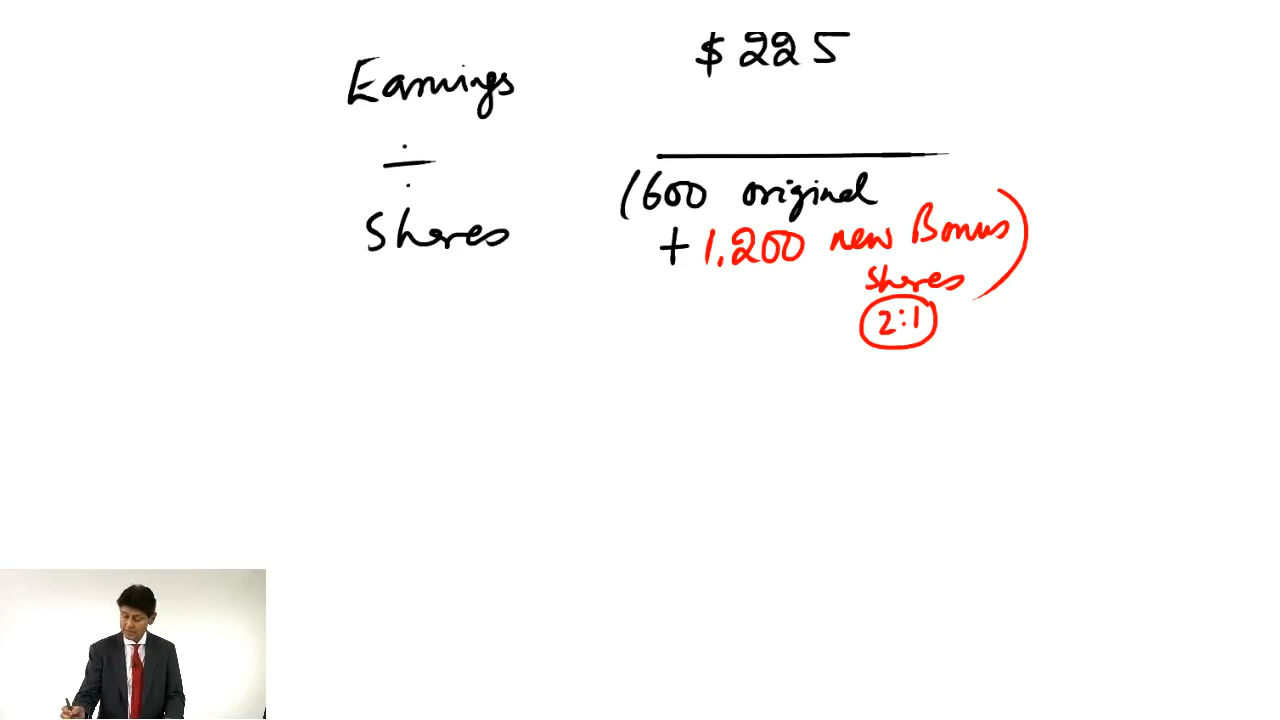 Earnings
÷
Shares
$225
(600 original
+ 1.200 new Bonus
shares)
2:1